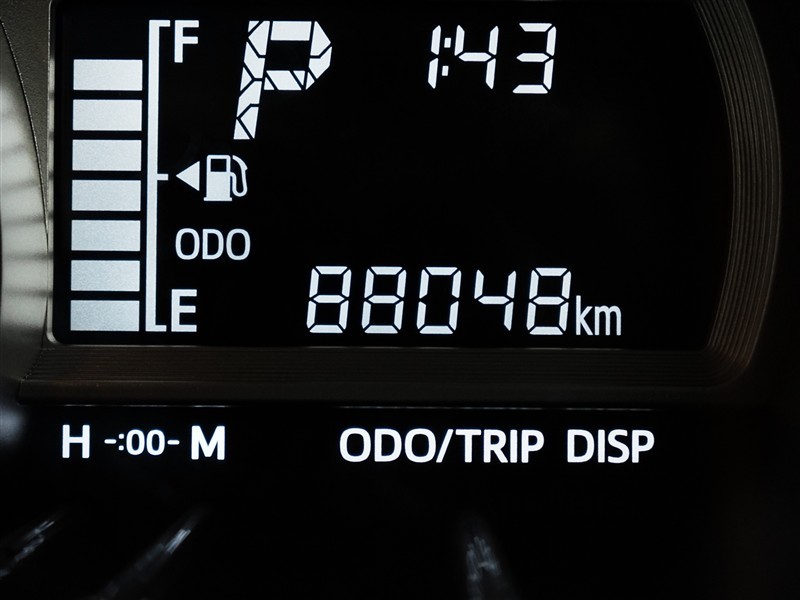 F P 1:43
ODO
E 88048km
H -:00- M ODO/TRIP DISP